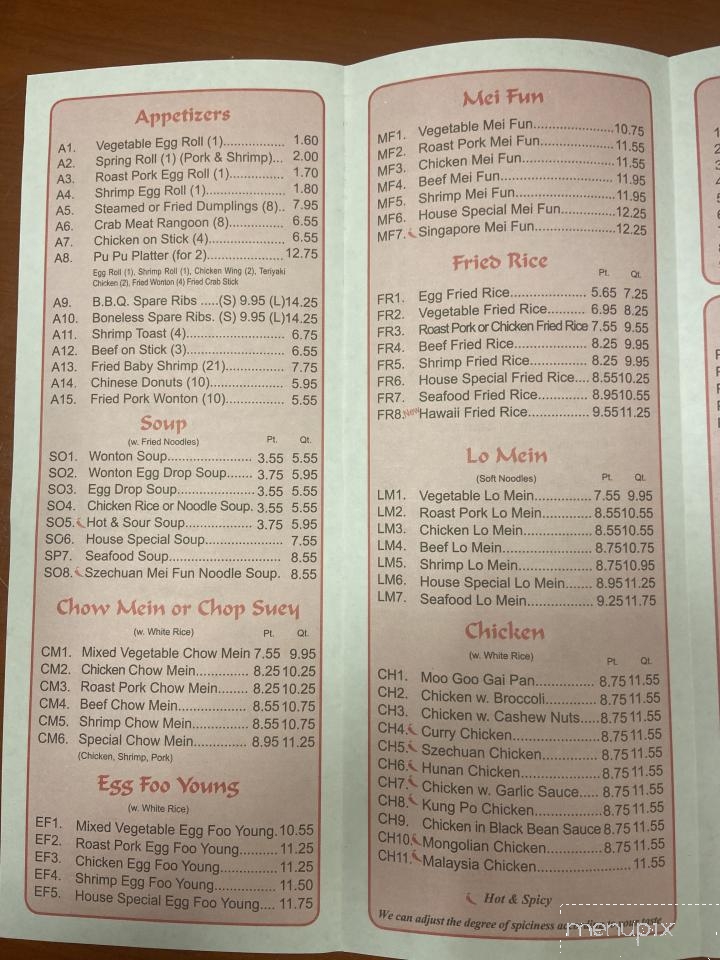 Appetizers
A1. Vegetable Egg Roll (1).............. 1.60
A2. Spring Roll (1) (Pork & Shrimp)... 2.00
A3. Roast Pork Egg Roll (1)............. 1.70
A4. Shrimp Egg Roll (1)................... 1.80
A5. Steamed or Fried Dumplings (8).. 7.95
A6. Crab Meat Rangoon (8)............. 6.55
A7. Chicken on Stick (4)................... 6.55
A8. Pu Pu Platter (for 2)................... 12.75
Egg Roll (1), Shrimp Roll (1), Chicken Wing (2), Teriyaki
Chicken (2), Fried Wonton (4) Fried Crab Stick
A9. B.B.Q. Spare Ribs .....(S) 9.95 (L)14.25
A10. Boneless Spare Ribs. (S) 9.95 (L)14.25
A11. Shrimp Toast (4)........................ 6.75
A12. Beef on Stick (3)........................ 6.55
A13. Fried Baby Shrimp (21)............. 7.75
A14. Chinese Donuts (10).................. 5.95
A15. Fried Pork Wonton (10).............. 5.55
Soup
(w. Fried Noodles) Pt. Qt.
SO1. Wonton Soup..................... 3.55 5.55
SO2. Wonton Egg Drop Soup...... 3.75 5.95
SO3. Egg Drop Soup................... 3.55 5.55
SO4. Chicken Rice or Noodle Soup. 3.55 5.55
SO5. Hot & Sour Soup................. 3.75 5.95
SO6. House Special Soup..................... 7.55
SP7. Seafood Soup............................... 8.55
SO8. Szechuan Mei Fun Noodle Soup. 8.55
Chow Mein or Chop Suey
(w. White Rice) Pt. Qt.
CM1. Mixed Vegetable Chow Mein 7.55 9.95
CM2. Chicken Chow Mein............ 8.25 10.25
CM3. Roast Pork Chow Mein....... 8.25 10.25
CM4. Beef Chow Mein................. 8.55 10.75
CM5. Shrimp Chow Mein............. 8.55 10.75
CM6. Special Chow Mein............. 8.95 11.25
(Chicken, Shrimp, Pork)
Egg Foo Young
(w. White Rice)
EF1. Mixed Vegetable Egg Foo Young. 10.55
EF2. Roast Pork Egg Foo Young......... 11.25
EF3. Chicken Egg Foo Young............. 11.25
EF4. Shrimp Egg Foo Young............... 11.50
EF5. House Special Egg Foo Young.... 11.75
Mei Fun
MF1. Vegetable Mei Fun......................10.75
MF2. Roast Pork Mei Fun.................... 11.55
MF3. Chicken Mei Fun........................ 11.55
MF4. Beef Mei Fun............................. 11.95
MF5. Shrimp Mei Fun......................... 11.95
MF6. House Special Mei Fun.............. 12.25
MF7. Singapore Mei Fun.....................12.25
Fried Rice
Pt. Qt.
FR1. Egg Fried Rice................... 5.65 7.25
FR2. Vegetable Fried Rice.......... 6.95 8.25
FR3. Roast Pork or Chicken Fried Rice 7.55 9.55
FR4. Beef Fried Rice.................. 8.25 9.95
FR5. Shrimp Fried Rice............... 8.25 9.95
FR6. House Special Fried Rice.... 8.55 10.25
FR7. Seafood Fried Rice............. 8.95 10.55
FR8. New Hawaii Fried Rice............... 9.55 11.25
Lo Mein
(Soft Noodles) Pt. Qt.
LM1. Vegetable Lo Mein............... 7.55 9.95
LM2. Roast Pork Lo Mein.............. 8.55 10.55
LM3. Chicken Lo Mein................. 8.55 10.55
LM4. Beef Lo Mein....................... 8.75 10.75
LM5. Shrimp Lo Mein................... 8.75 10.95
LM6. House Special Lo Mein........ 8.95 11.25
LM7. Seafood Lo Mein................. 9.25 11.75
Chicken
(w. White Rice) Pt. Qt.
CH1. Moo Goo Gai Pan............... 8.75 11.55
CH2. Chicken w. Broccoli............. 8.75 11.55
CH3. Chicken w. Cashew Nuts..... 8.75 11.55
CH4. Curry Chicken.................... 8.75 11.55
CH5. Szechuan Chicken.............. 8.75 11.55
CH6. Hunan Chicken................... 8.75 11.55
CH7. Chicken w. Garlic Sauce..... 8.75 11.55
CH8. Kung Po Chicken................ 8.75 11.55
CH9. Chicken in Black Bean Sauce 8.75 11.55
CH10. Mongolian Chicken.............. 8.75 11.55
CH11. Malaysia Chicken....................... 11.55
Hot & Spicy
We can adjust the degree of spiciness according to your taste
menupix